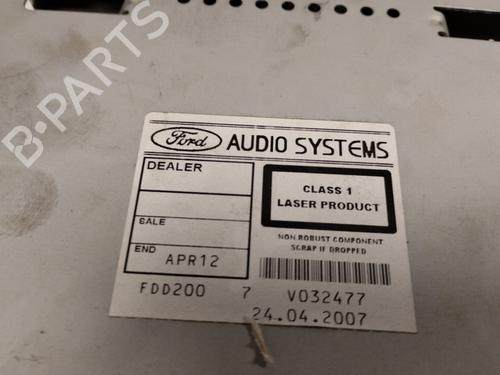 B-PARTS
Ford AUDIO SYSTEMS
DEALER
SALE
END APR12
CLASS 1
LASER PRODUCT
NON ROBUST COMPONENT
SCRAP IF DROPPED
FDD200 7 V032477
24.04.2007